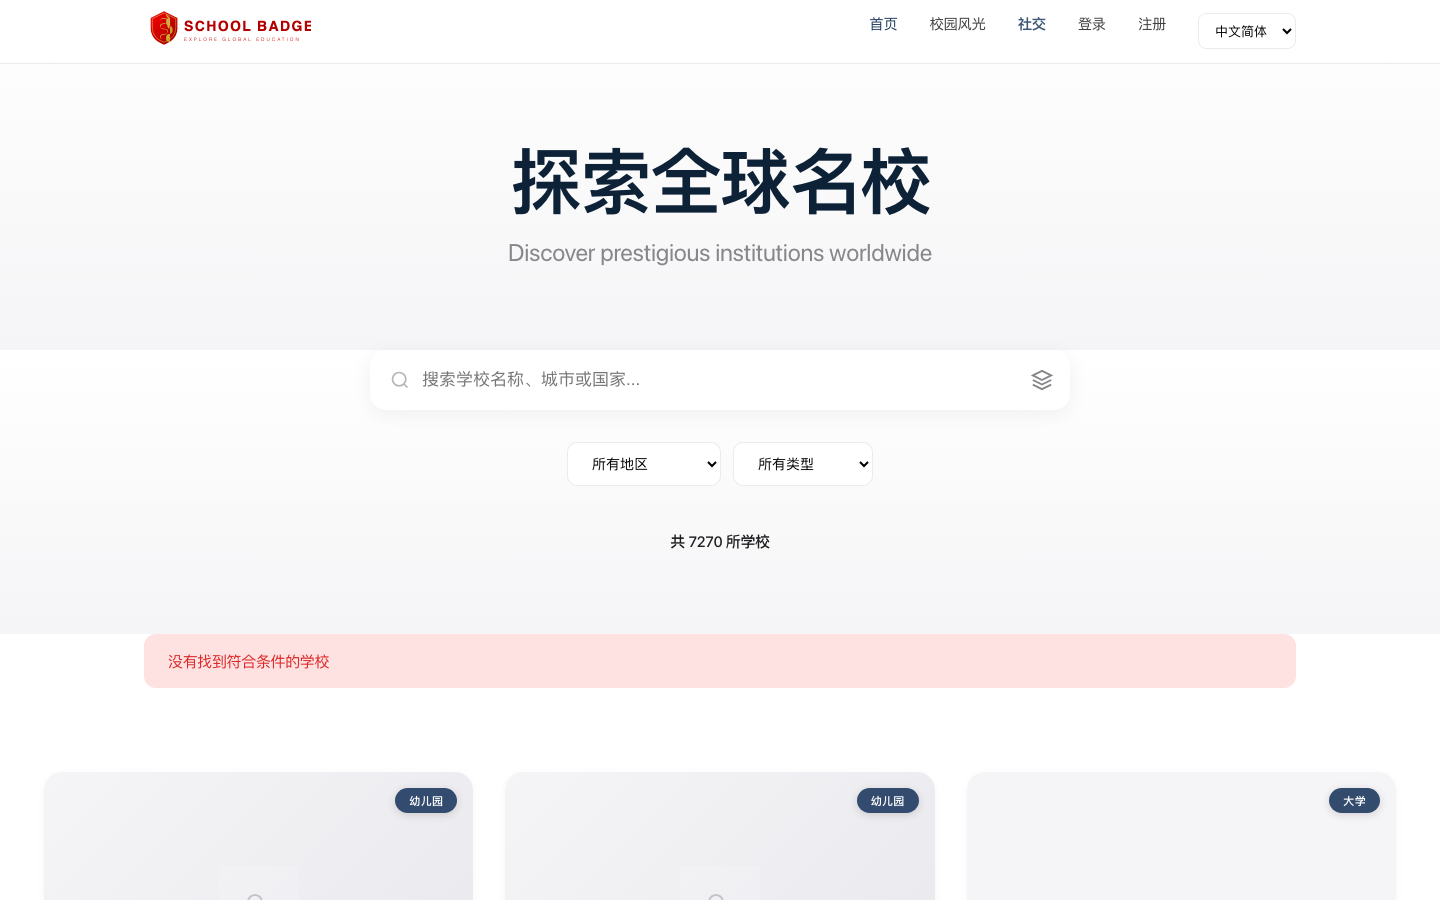 SCHOOL BADGE
EXPLORE GLOBAL EDUCATION
首页
校园风光
社交
登录
注册
中文简体
探索全球名校
Discover prestigious institutions worldwide
搜索学校名称、城市或国家...
所有地区
所有类型
共 7270 所学校
没有找到符合条件的学校
幼儿园
幼儿园
大学